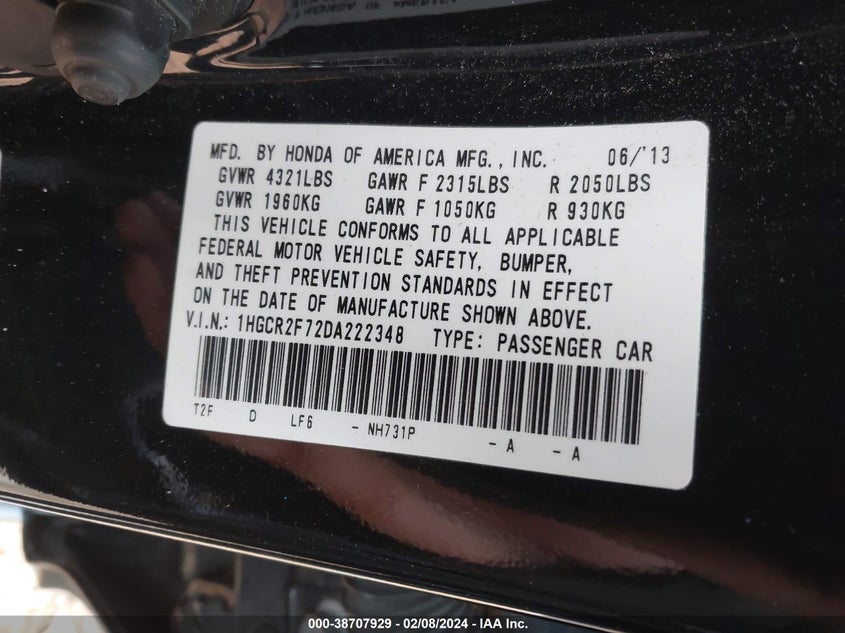 MFD. BY HONDA OF AMERICA MFG., INC. 06/'13
GVWR 4321LBS GAWR F 2315LBS R 2050LBS
GVWR 1960KG GAWR F 1050KG R 930KG
THIS VEHICLE CONFORMS TO ALL APPLICABLE
FEDERAL MOTOR VEHICLE SAFETY, BUMPER,
AND THEFT PREVENTION STANDARDS IN EFFECT
ON THE DATE OF MANUFACTURE SHOWN ABOVE.
V.I.N.: 1HGCR2F72DA222348 TYPE: PASSENGER CAR
T2F D LF6 - NH731P - A - A
000-38707929 - 02/08/2024 - IAA Inc.